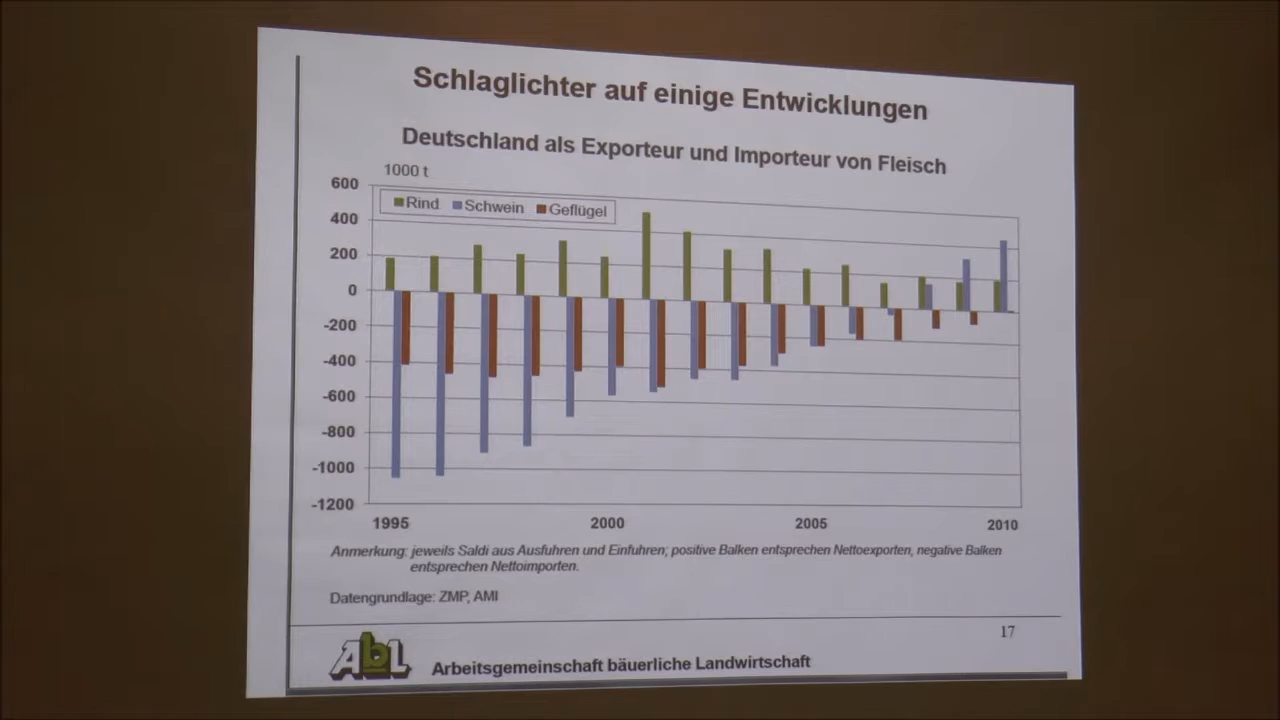 Schlaglichter auf einige Entwicklungen
Deutschland als Exporteur und Importeur von Fleisch
1000 t
Rind Schwein Geflügel
600
400
200
0
-200
-400
-600
-800
-1000
-1200
1995 2000 2005 2010
Anmerkung: jeweils Saldi aus Ausfuhren und Einfuhren; positive Balken entsprechen Nettoexporten, negative Balken
entsprechen Nettoimporten.
Datengrundlage: ZMP, AMI
17
AbL Arbeitsgemeinschaft bäuerliche Landwirtschaft